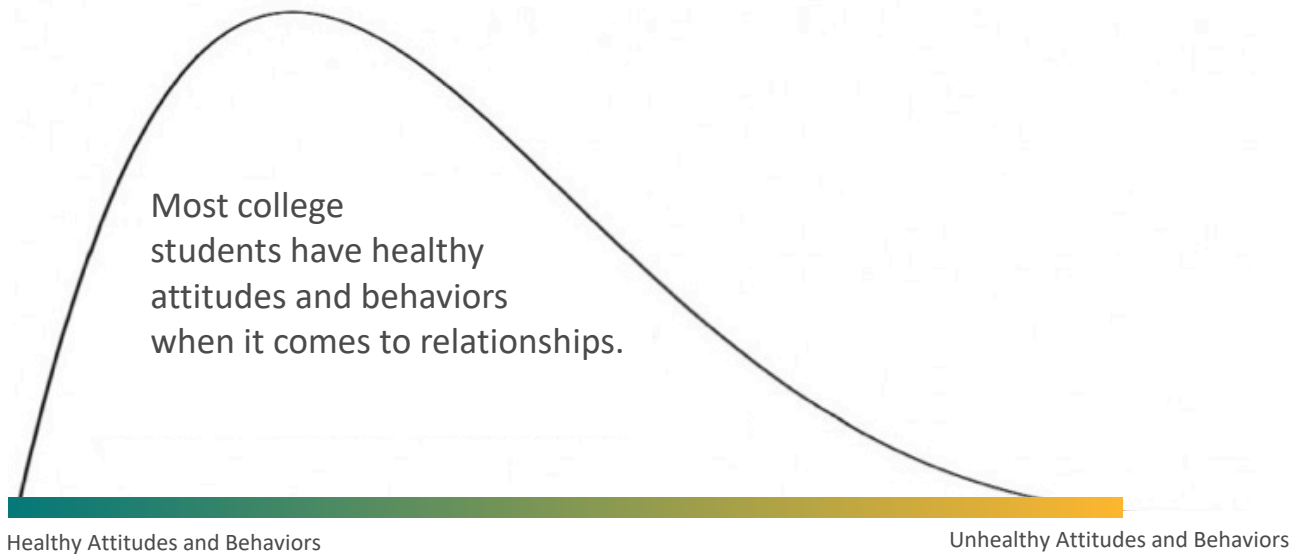 Most college
students have healthy
attitudes and behaviors
when it comes to relationships.
Healthy Attitudes and Behaviors
Unhealthy Attitudes and Behaviors